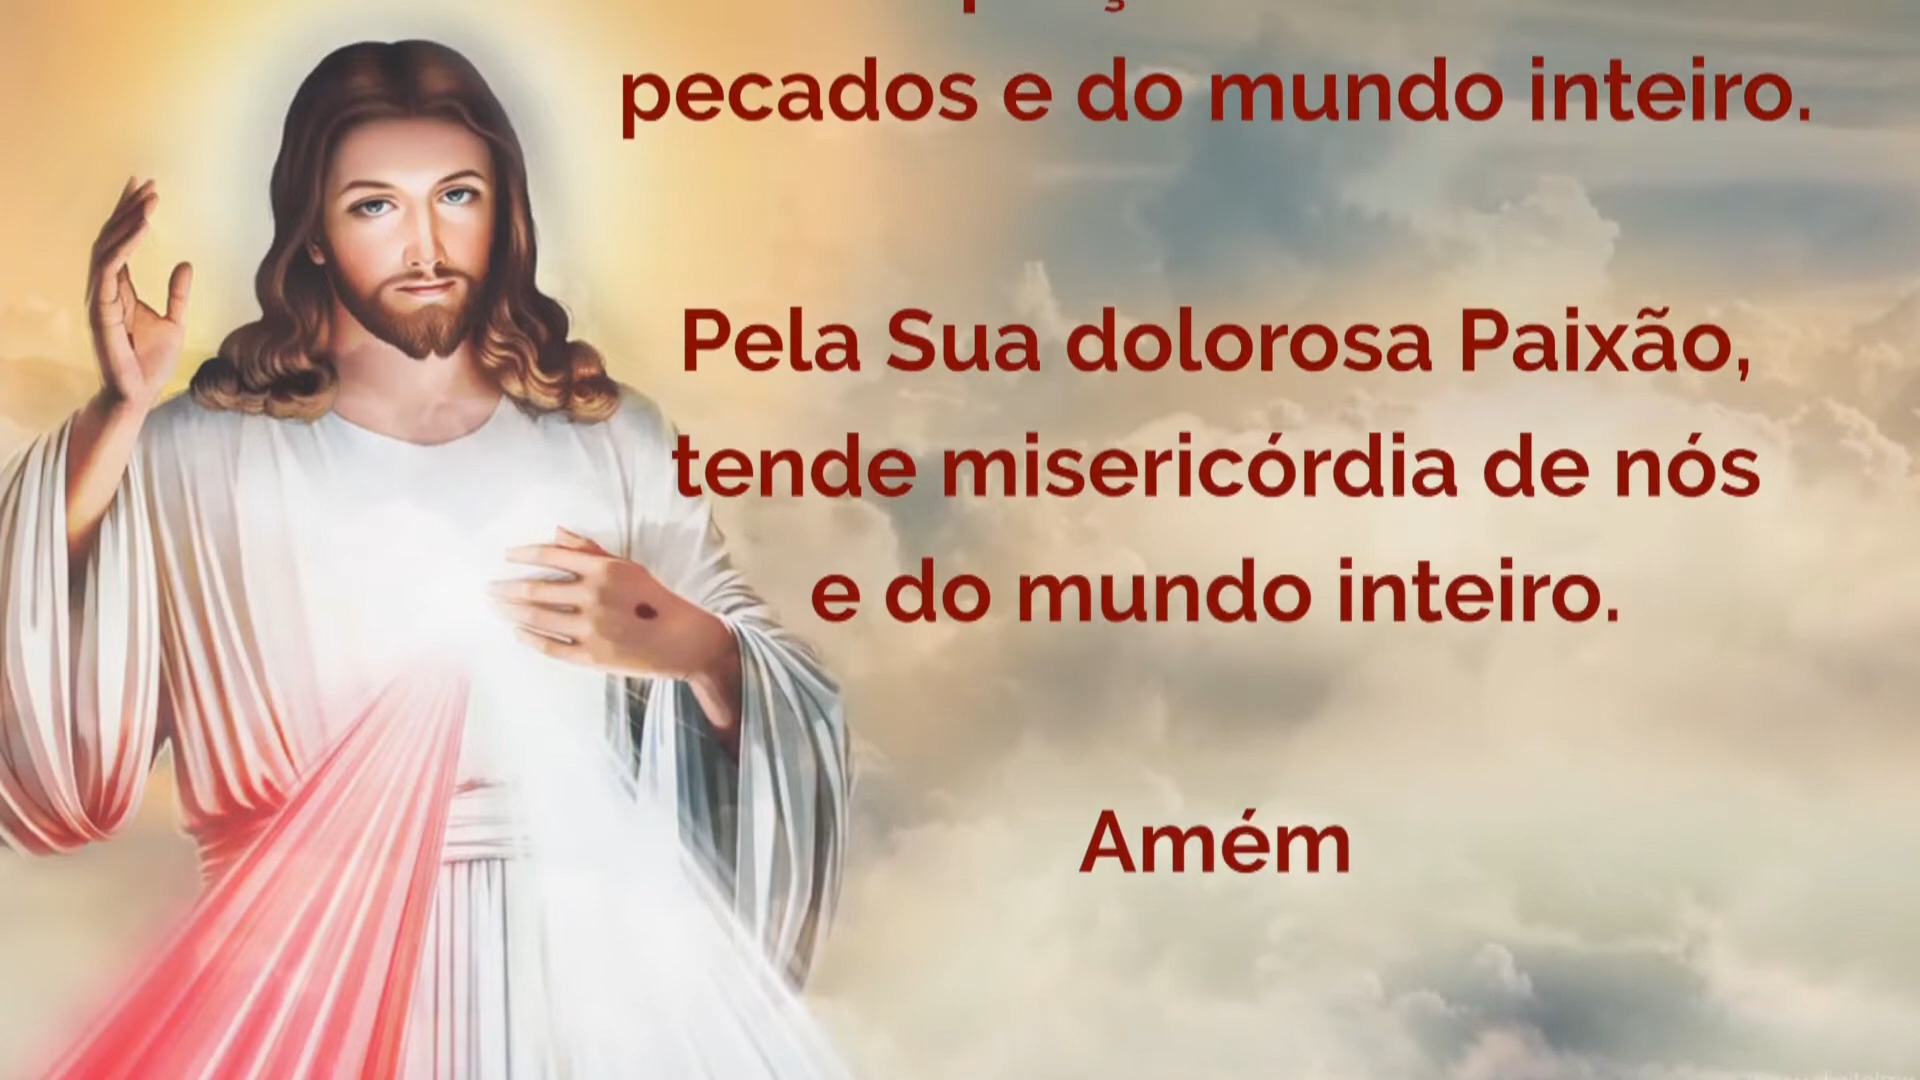 pecados e do mundo inteiro.
Pela Sua dolorosa Paixão,
tende misericórdia de nós
e do mundo inteiro.
Amém